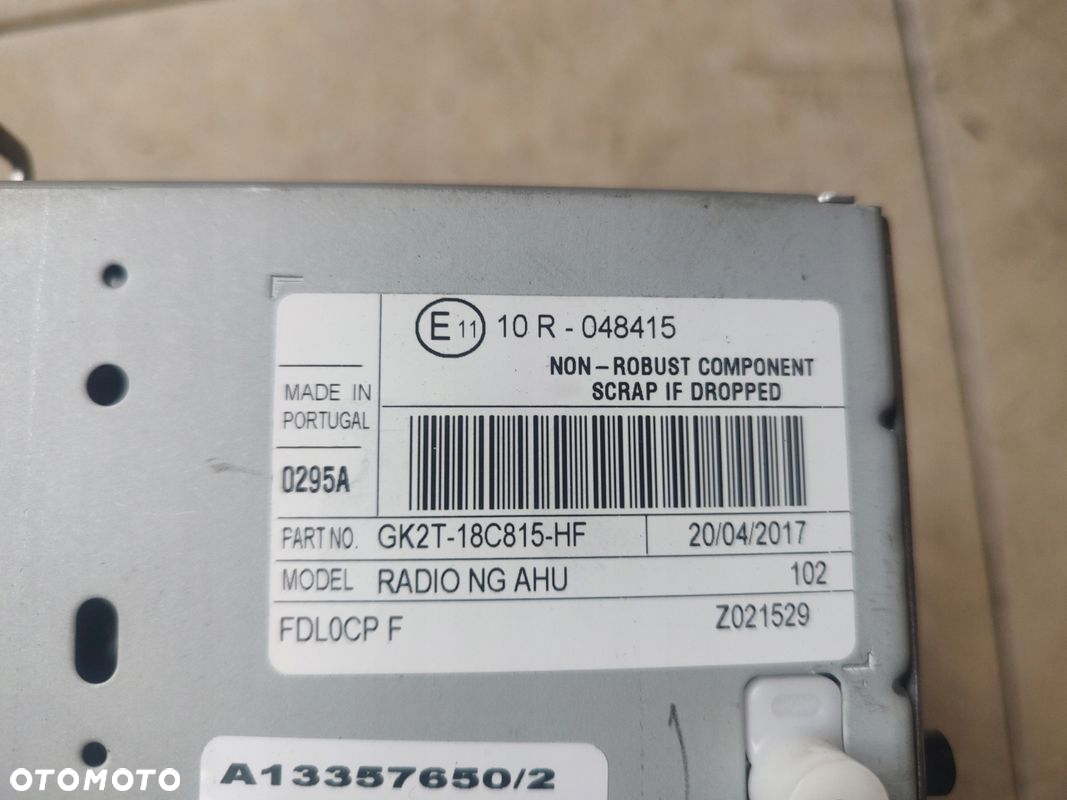 E 11 10 R - 048415
NON - ROBUST COMPONENT
SCRAP IF DROPPED
MADE IN
PORTUGAL
0295A
PART NO. GK2T-18C815-HF 20/04/2017
MODEL RADIO NG AHU 102
FDL0CP F Z021529
A13357650/2
OTOMOTO